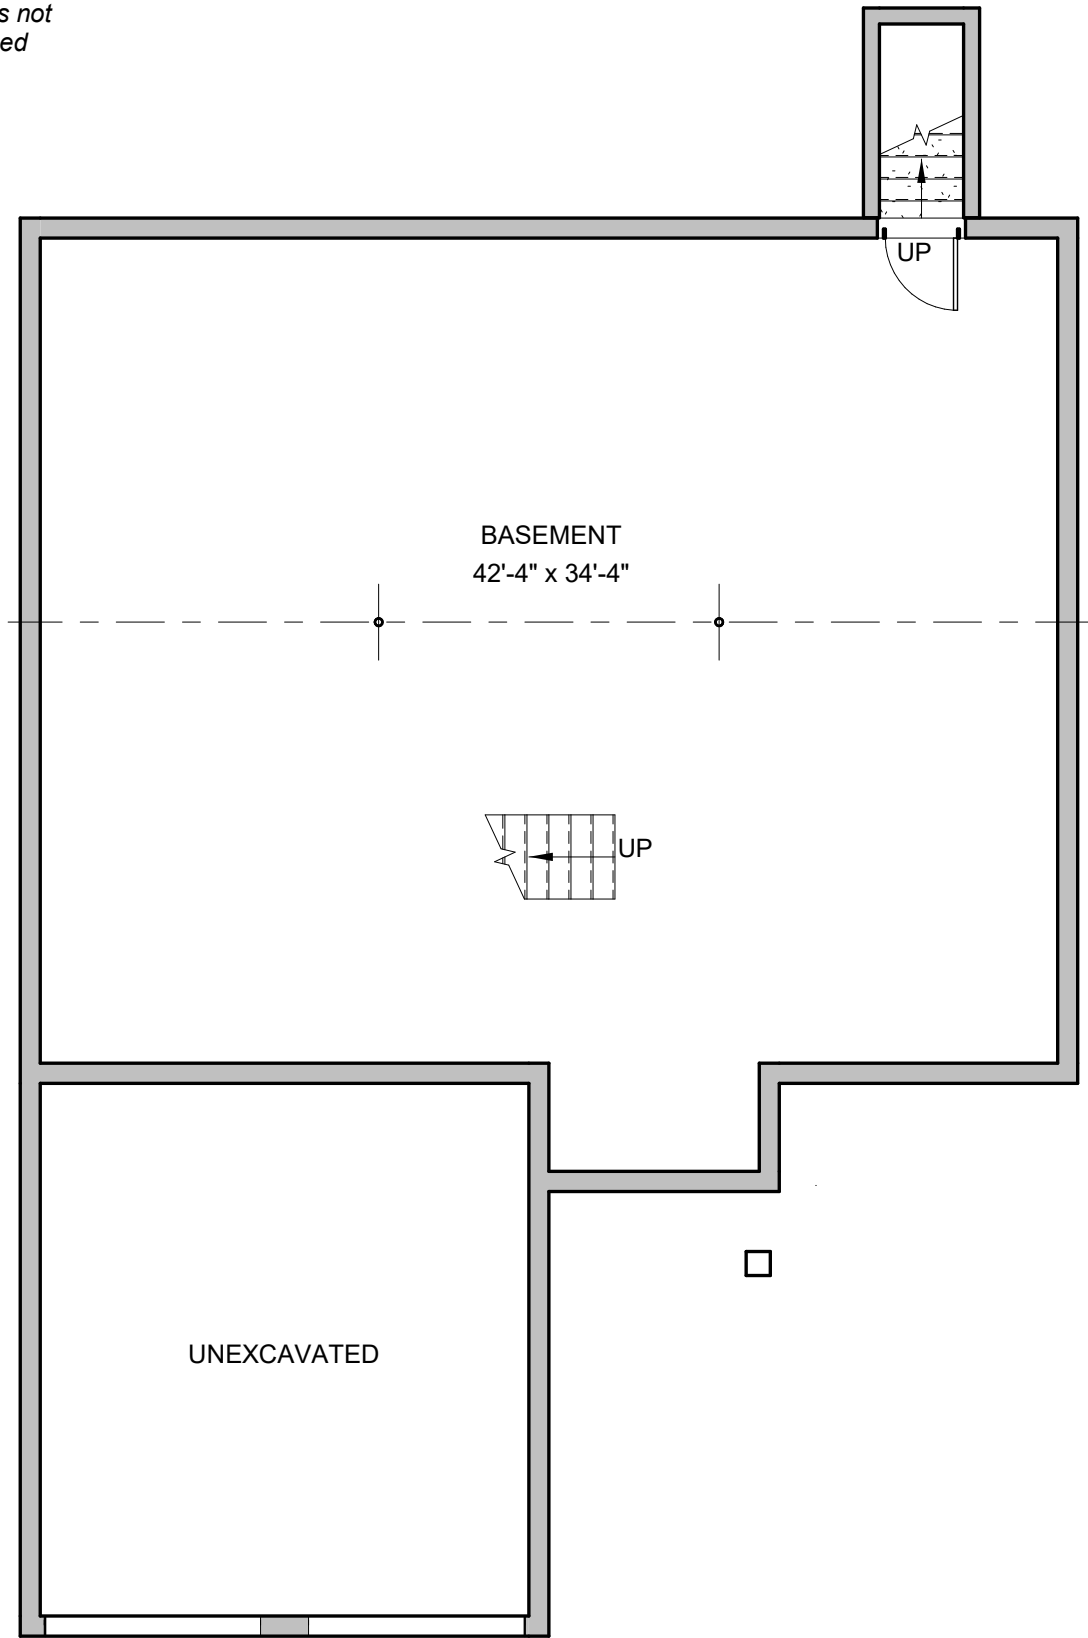 s not
ed
UP
BASEMENT
42'-4" x 34'-4"
UP
UNEXCAVATED